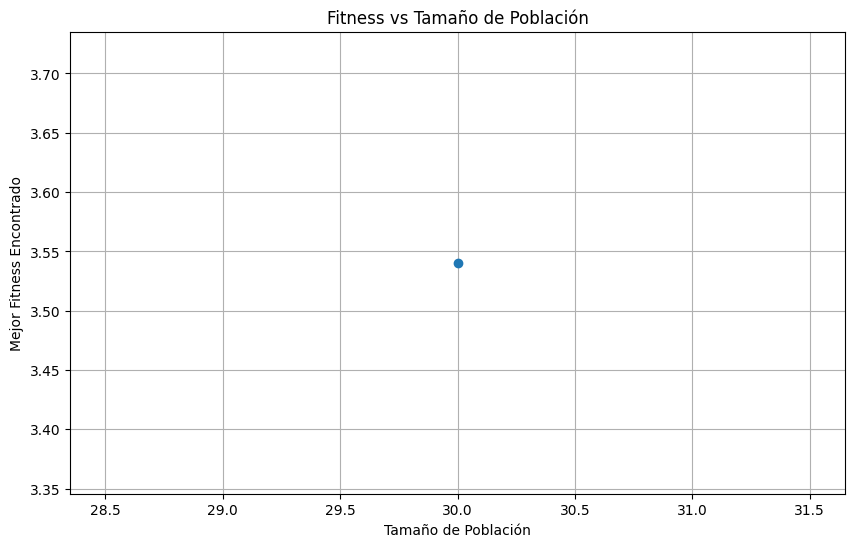 Fitness vs Tamaño de Población
3.70
3.65
3.60
3.55
3.50
3.45
3.40
3.35
Mejor Fitness Encontrado
28.5 29.0 29.5 30.0 30.5 31.0 31.5
Tamaño de Población